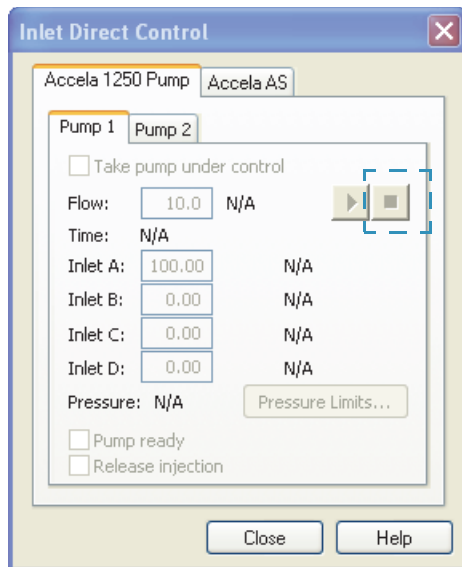 Inlet Direct Control
Accela 1250 Pump Accela AS
Pump 1 Pump 2
Take pump under control
Flow: 10.0 N/A
Time: N/A
Inlet A: 100.00 N/A
Inlet B: 0.00 N/A
Inlet C: 0.00 N/A
Inlet D: 0.00 N/A
Pressure: N/A Pressure Limits...
Pump ready
Release injection
Close Help